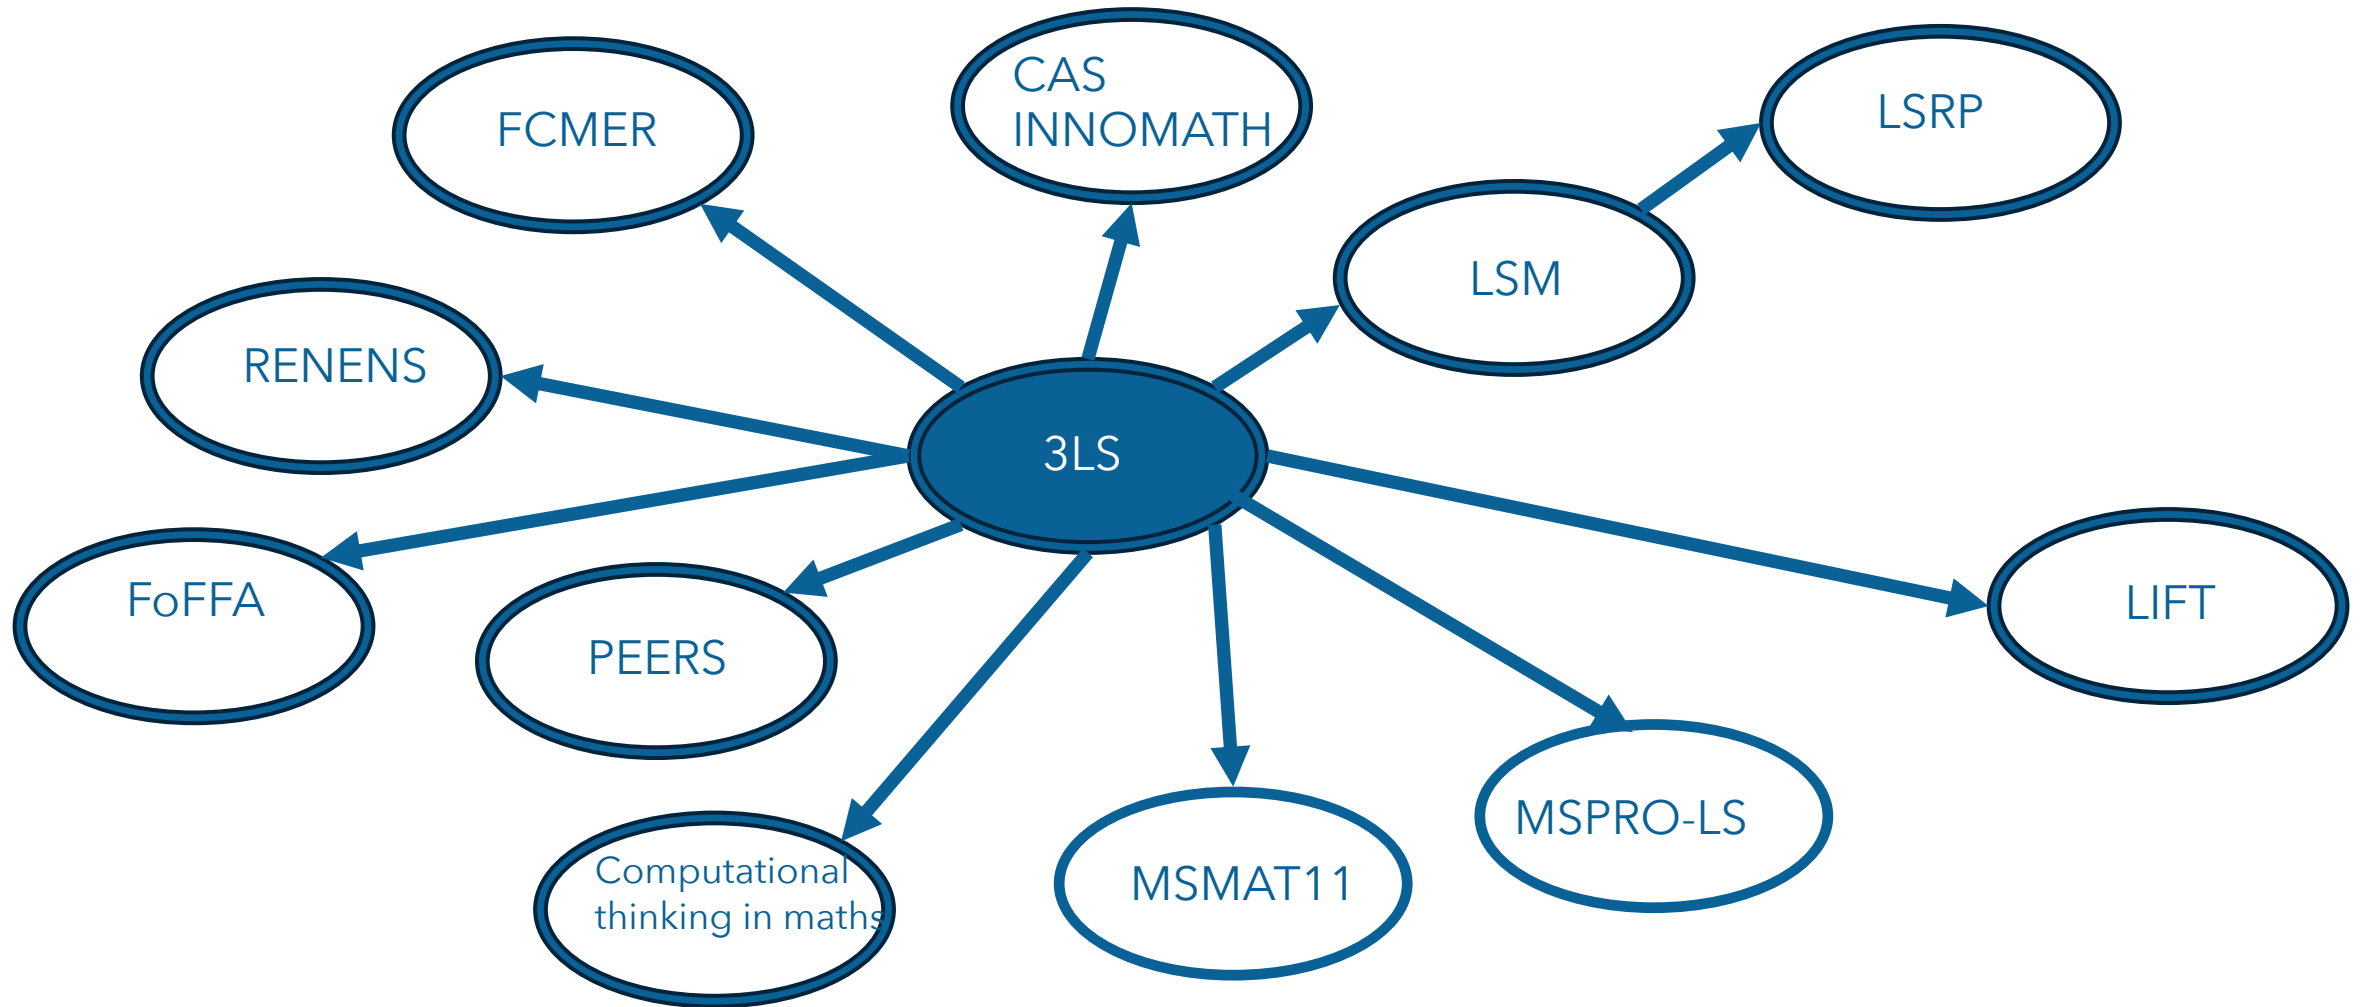 CAS
INNOMATH
LSRP
FCMER
LSM
RENENS
3LS
FoFFA
LIFT
PEERS
MSPRO-LS
Computational
thinking in maths
MSMAT11